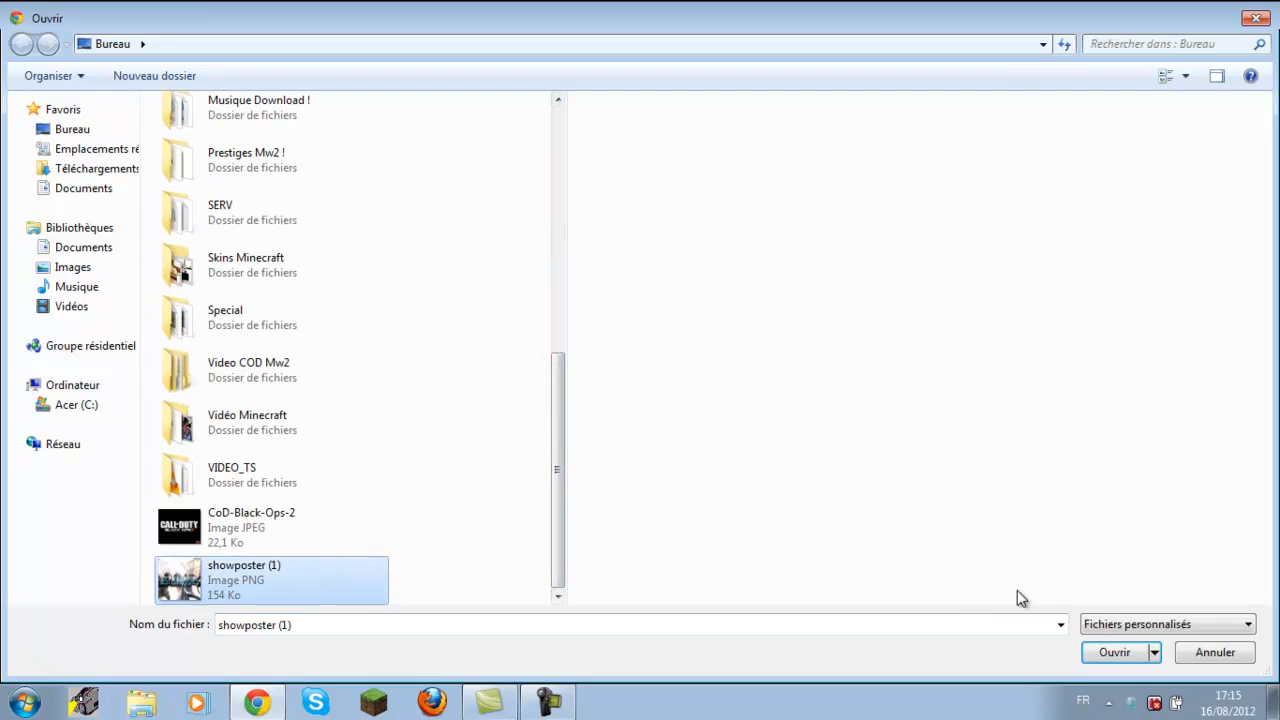 Ouvrir
Bureau
Rechercher dans : Bureau
Organiser
Nouveau dossier
Favoris
Bureau
Emplacements ré
Téléchargements
Documents
Bibliothèques
Documents
Images
Musique
Vidéos
Groupe résidentiel
Ordinateur
Acer (C:)
Réseau
Musique Download !
Dossier de fichiers
Prestiges Mw2 !
Dossier de fichiers
SERV
Dossier de fichiers
Skins Minecraft
Dossier de fichiers
Special
Dossier de fichiers
Video COD Mw2
Dossier de fichiers
Vidéo Minecraft
Dossier de fichiers
VIDEO_TS
Dossier de fichiers
CALL·DUTY
CoD-Black-Ops-2
Image JPEG
22,1 Ko
showposter (1)
Image PNG
154 Ko
Nom du fichier :
showposter (1)
Fichiers personnalisés
Ouvrir
Annuler
FR
17:15
16/08/2012